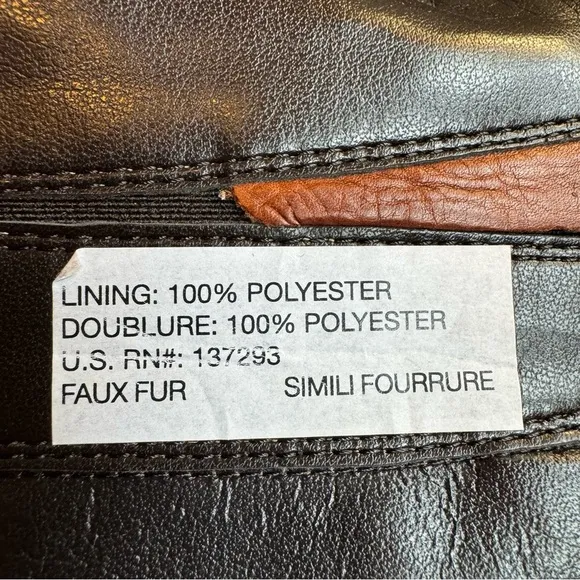 LINING: 100% POLYESTER
DOUBLURE: 100% POLYESTER
U.S. RN#: 137293
FAUX FUR SIMILI FOURRURE